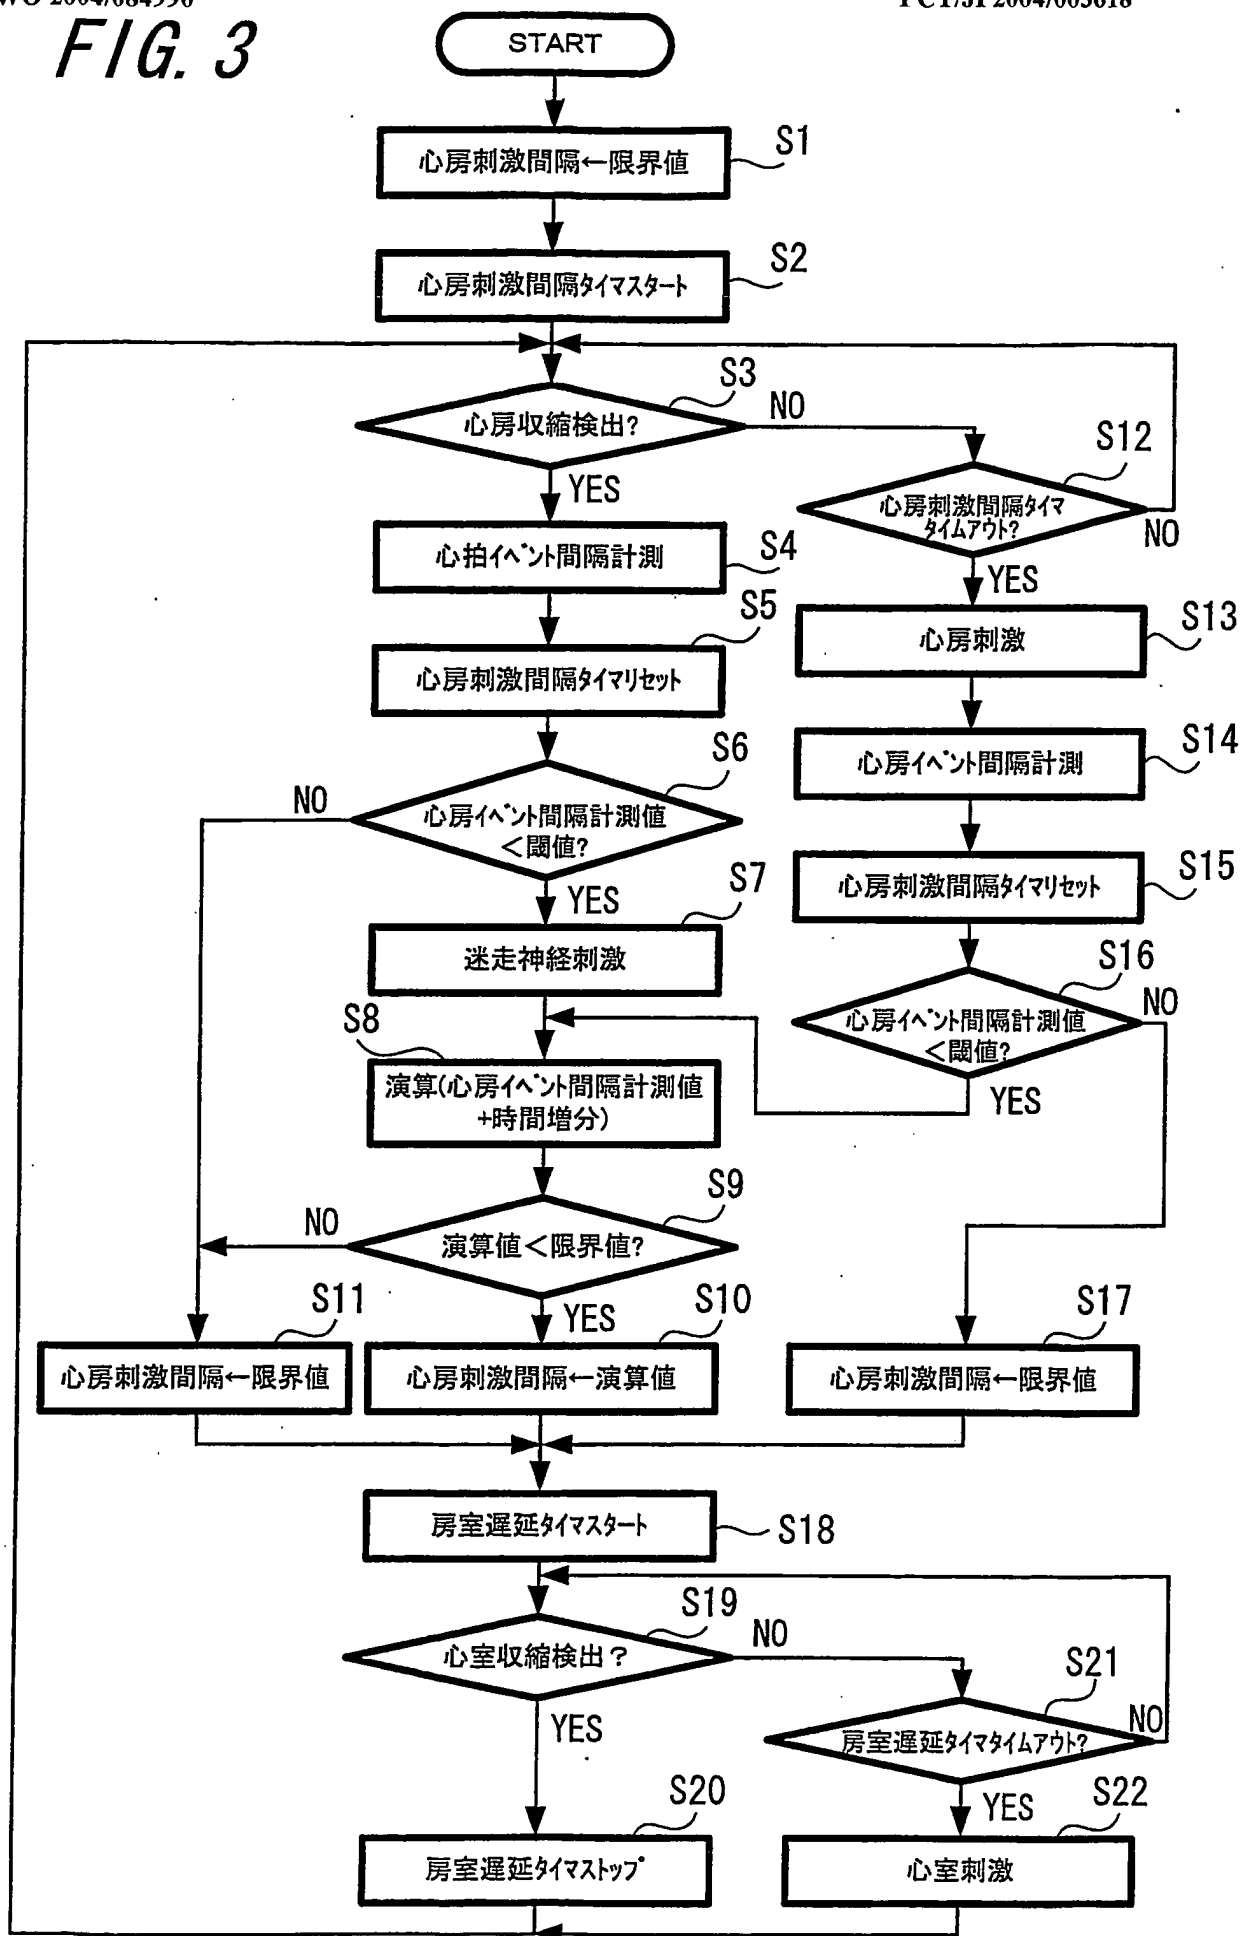 WO 2004/084990
PCT/JP2004/003618
FIG. 3
START
S1
心房刺激間隔←限界値
S2
心房刺激間隔タイマスタート
S3
心房収縮検出?
NO
YES
S12
心房刺激間隔タイマ
タイムアウト?
NO
YES
S4
心拍イベント間隔計測
S5
心房刺激間隔タイマリセット
S13
心房刺激
S14
心房イベント間隔計測
S6
心房イベント間隔計測値
<閾値?
NO
YES
S15
心房刺激間隔タイマリセット
S7
迷走神経刺激
S16
心房イベント間隔計測値
<閾値?
NO
YES
S8
演算(心房イベント間隔計測値
+時間増分)
S9
演算値<限界値?
NO
YES
S11
心房刺激間隔←限界値
S10
心房刺激間隔←演算値
S17
心房刺激間隔←限界値
S18
房室遅延タイマスタート
S19
心室収縮検出?
NO
YES
S21
房室遅延タイマタイムアウト?
NO
YES
S20
房室遅延タイマストップ
S22
心室刺激